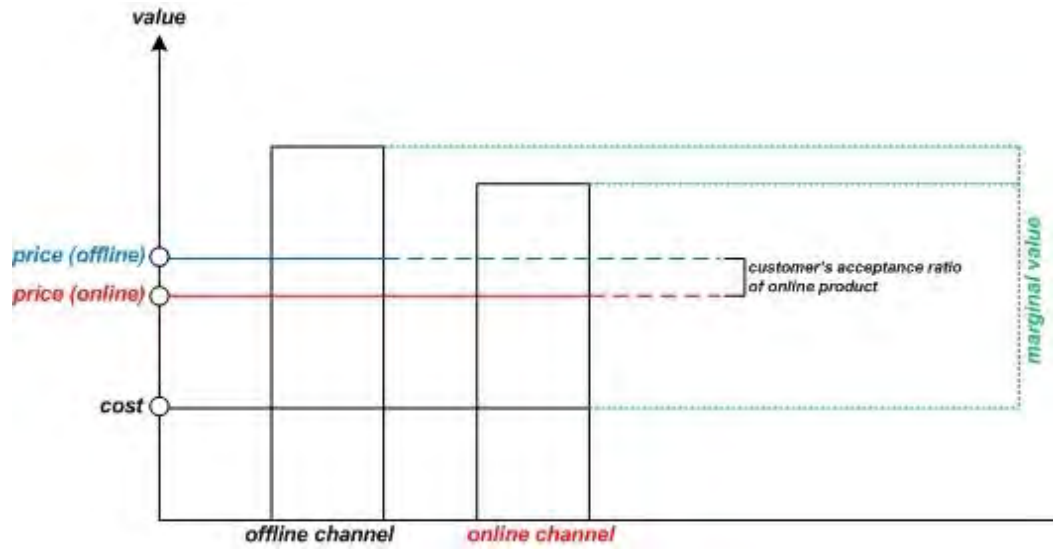 value
price (offline)
price (online)
customer's acceptance ratio
of online product
marginal value
cost
offline channel
online channel